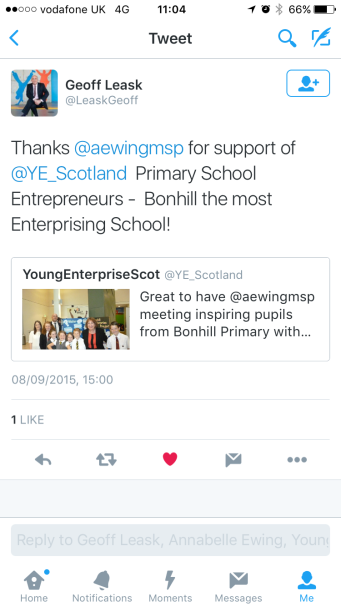 vodafone UK 4G 11:04 66%
Tweet
Geoff Leask
@LeaskGeoff
Thanks @aewingmsp for support of
@YE_Scotland Primary School
Entrepreneurs - Bonhill the most
Enterprising School!
YoungEnterpriseScot @YE_Scotland
Great to have @aewingmsp
meeting inspiring pupils
from Bonhill Primary with...
08/09/2015, 15:00
1 LIKE
Reply to Geoff Leask, Annabelle Ewing, Young
Home Notifications Moments Messages Me